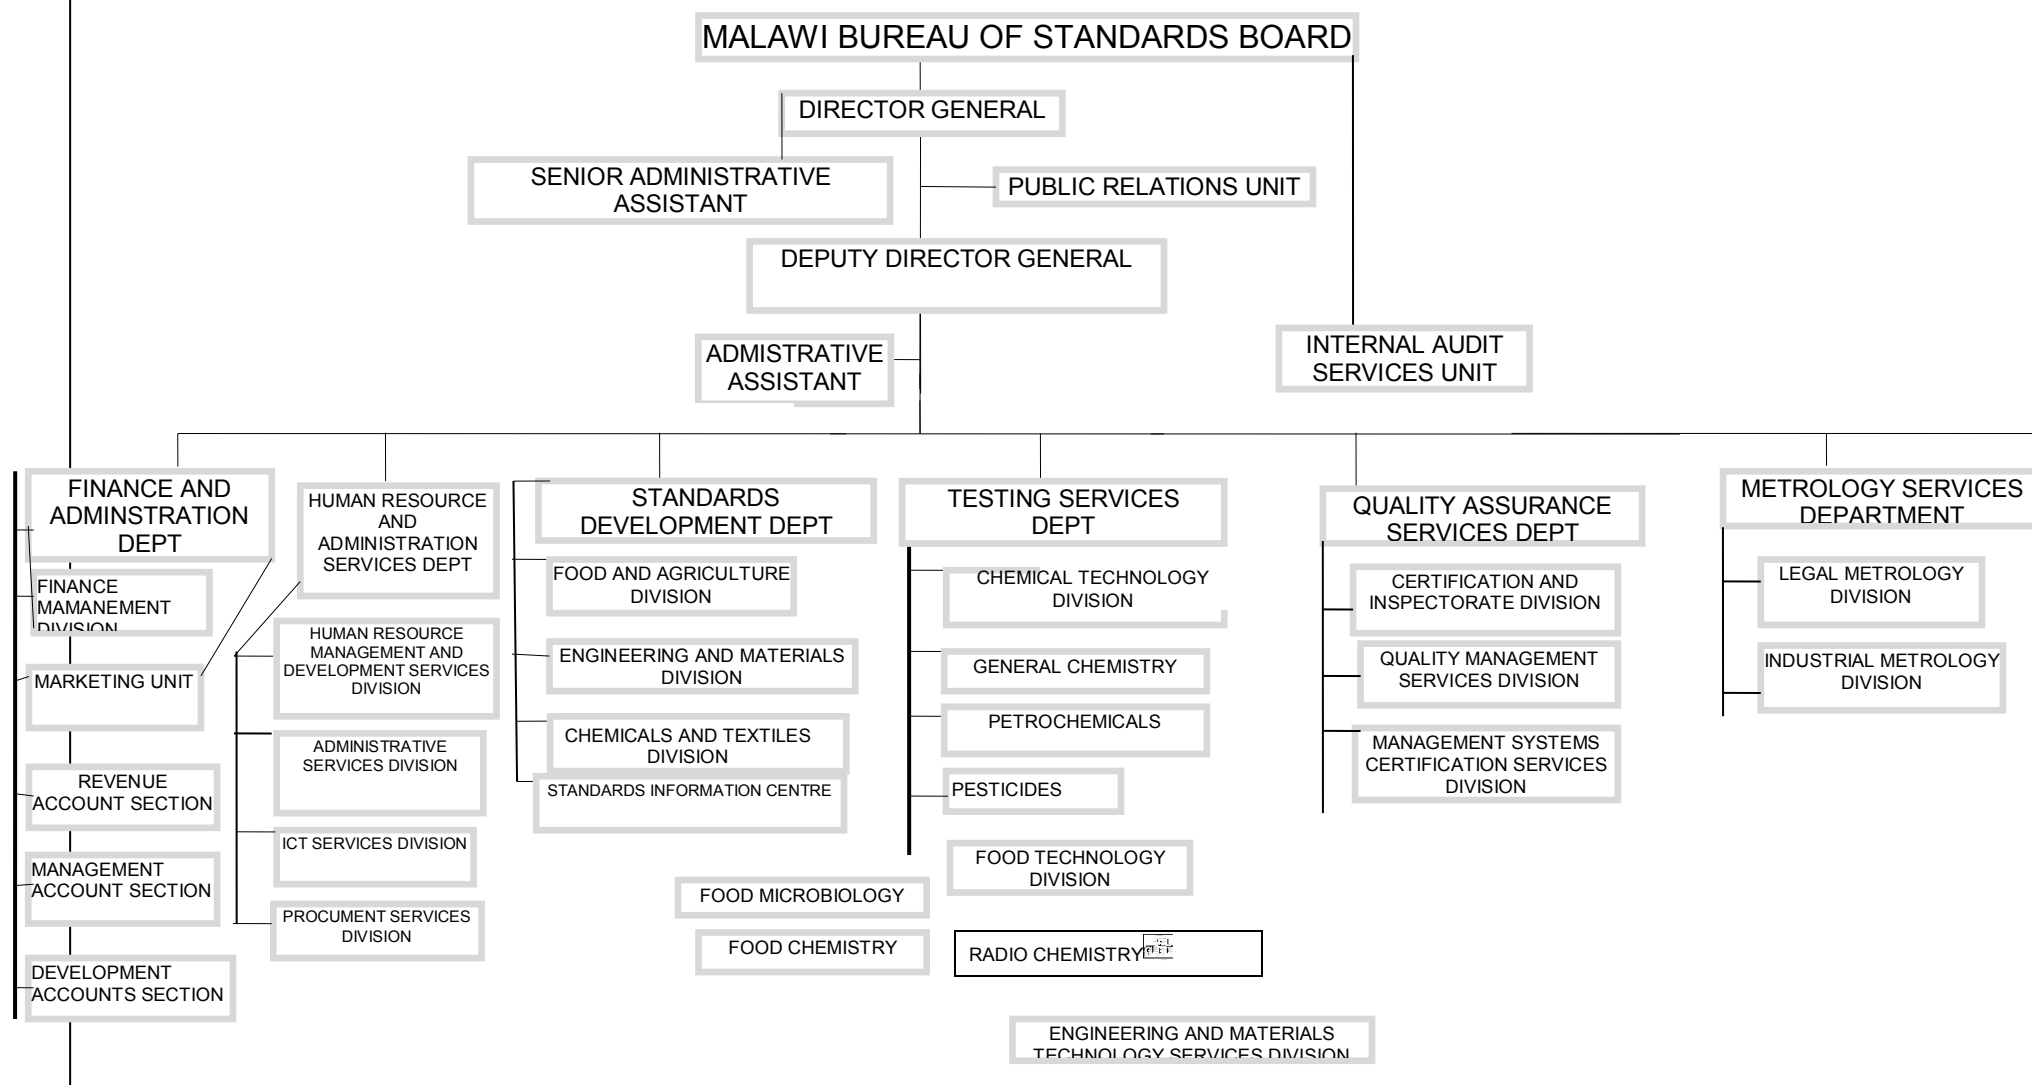 MALAWI BUREAU OF STANDARDS BOARD
DIRECTOR GENERAL
SENIOR ADMINISTRATIVE
ASSISTANT
PUBLIC RELATIONS UNIT
DEPUTY DIRECTOR GENERAL
ADMISTRATIVE
ASSISTANT
INTERNAL AUDIT
SERVICES UNIT
FINANCE AND
ADMINSTRATION
DEPT
FINANCE
MAMANEMENT
DIVISION
MARKETING UNIT
REVENUE
ACCOUNT SECTION
MANAGEMENT
ACCOUNT SECTION
DEVELOPMENT
ACCOUNTS SECTION
HUMAN RESOURCE
AND
ADMINISTRATION
SERVICES DEPT
HUMAN RESOURCE
MANAGEMENT AND
DEVELOPMENT SERVICES
DIVISION
ADMINISTRATIVE
SERVICES DIVISION
ICT SERVICES DIVISION
PROCUMENT SERVICES
DIVISION
STANDARDS
DEVELOPMENT DEPT
FOOD AND AGRICULTURE
DIVISION
ENGINEERING AND MATERIALS
DIVISION
CHEMICALS AND TEXTILES
DIVISION
STANDARDS INFORMATION CENTRE
TESTING SERVICES
DEPT
CHEMICAL TECHNOLOGY
DIVISION
GENERAL CHEMISTRY
PETROCHEMICALS
PESTICIDES
FOOD TECHNOLOGY
DIVISION
FOOD MICROBIOLOGY
FOOD CHEMISTRY
RADIO CHEMISTRY
ENGINEERING AND MATERIALS
TECHNOLOGY SERVICES DIVISION
QUALITY ASSURANCE
SERVICES DEPT
CERTIFICATION AND
INSPECTORATE DIVISION
QUALITY MANAGEMENT
SERVICES DIVISION
MANAGEMENT SYSTEMS
CERTIFICATION SERVICES
DIVISION
METROLOGY SERVICES
DEPARTMENT
LEGAL METROLOGY
DIVISION
INDUSTRIAL METROLOGY
DIVISION